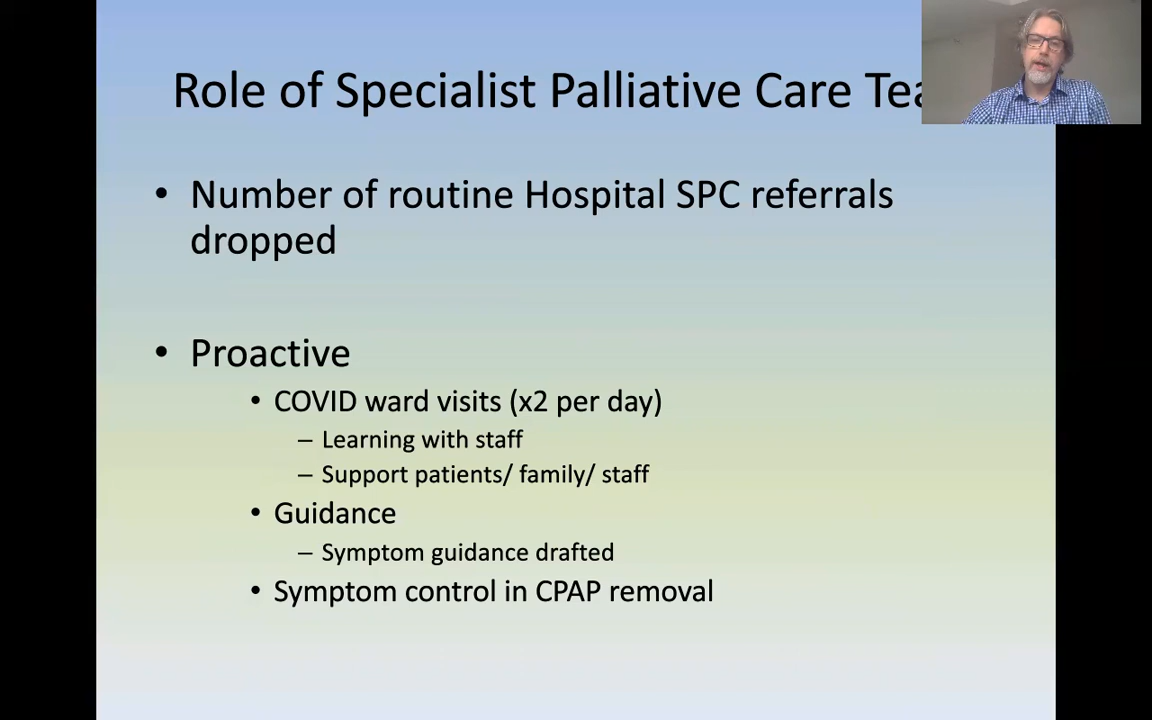 Role of Specialist Palliative Care
• Number of routine Hospital SPC referrals
dropped
• Proactive
• COVID ward visits (x2 per day)
– Learning with staff
– Support patients/ family/ staff
• Guidance
– Symptom guidance drafted
• Symptom control in CPAP removal